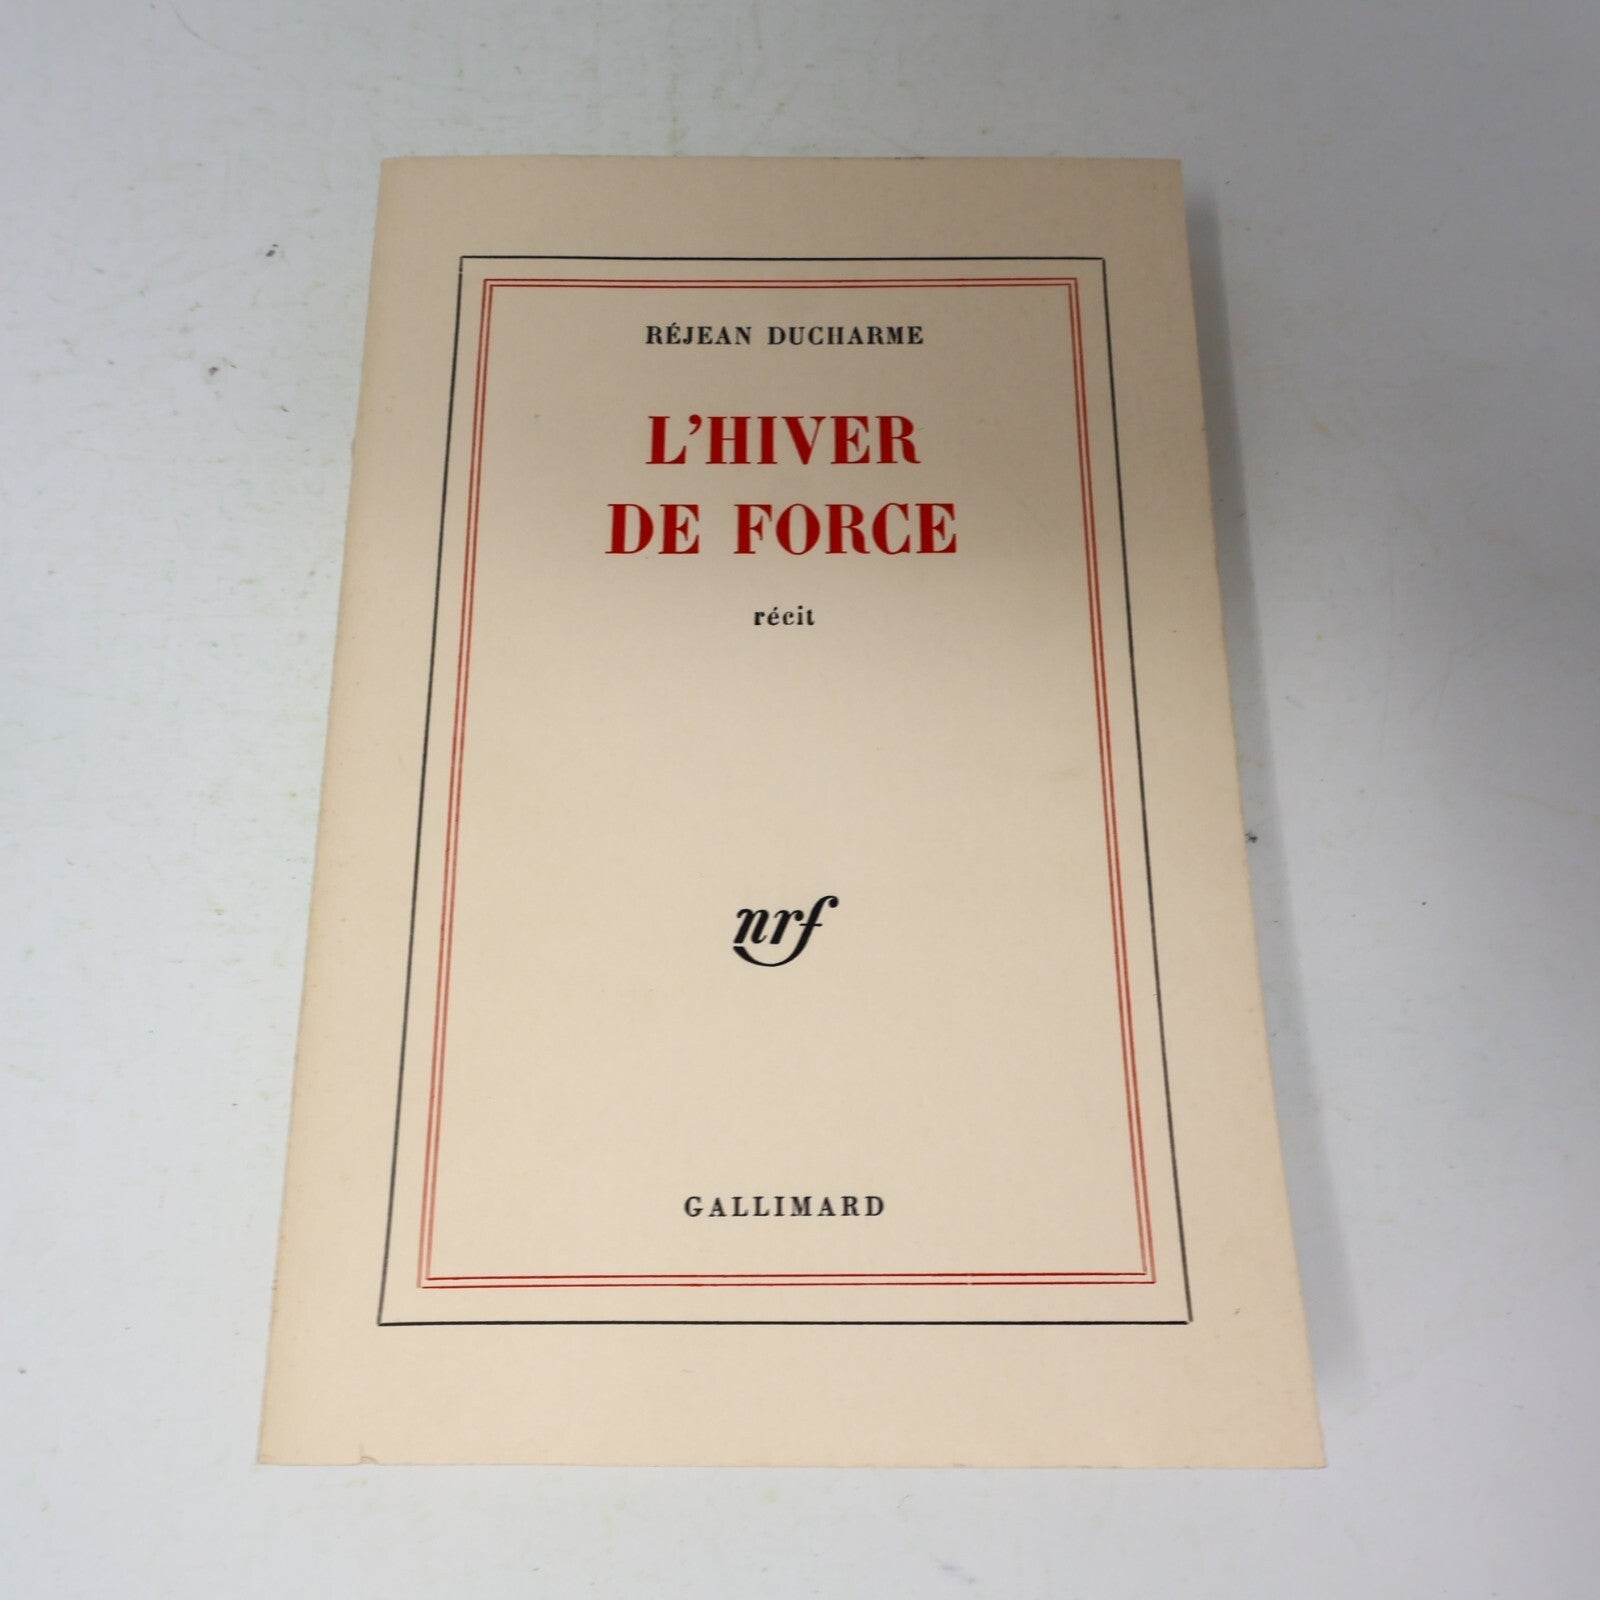 RÉJEAN DUCHARME
L'HIVER
DE FORCE
récit
nrf
GALLIMARD